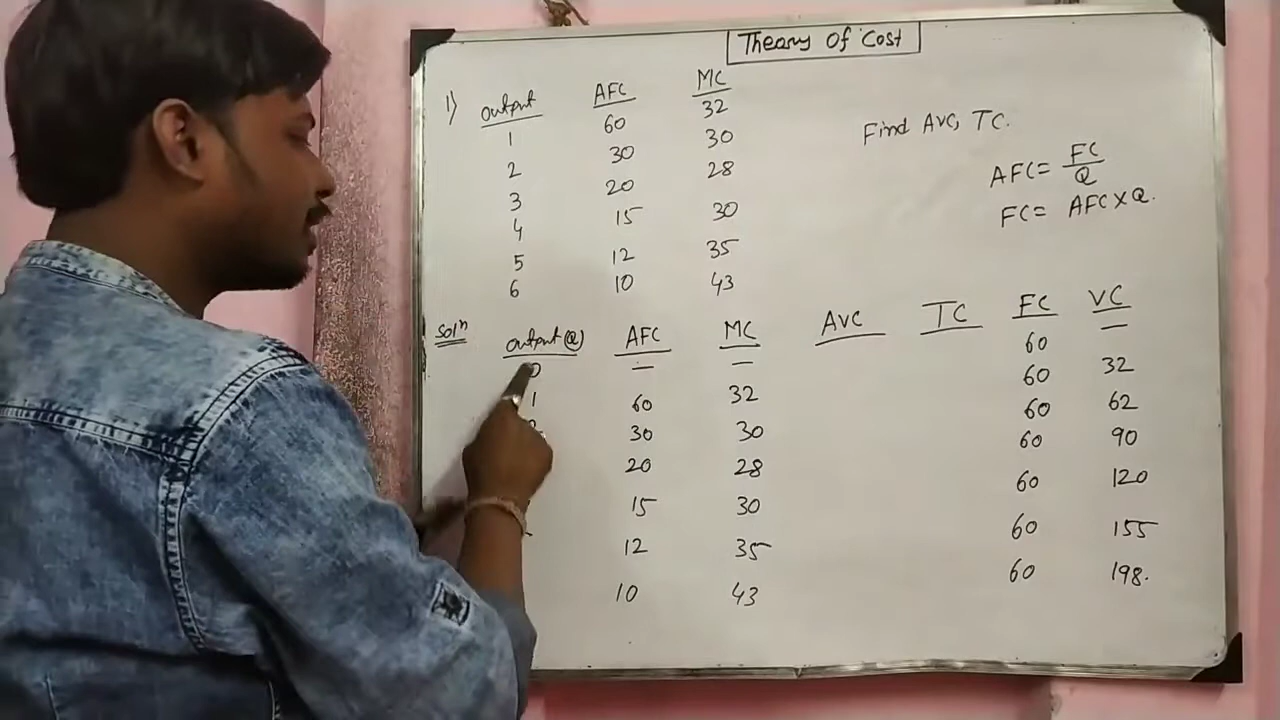 Theory Of Cost
1) output AFC MC
1 60 32
2 30 30
3 20 28
4 15 30
5 12 35
6 10 43
Find AVC, TC.
AFC = FC/Q
FC = AFC x Q.
Solⁿ output (Q) AFC MC AVC TC FC VC
0 — — 60 —
1 60 32 60 32
30 30 60 62
20 28 60 90
15 30 60 120
12 35 60 155
10 43 60 198.